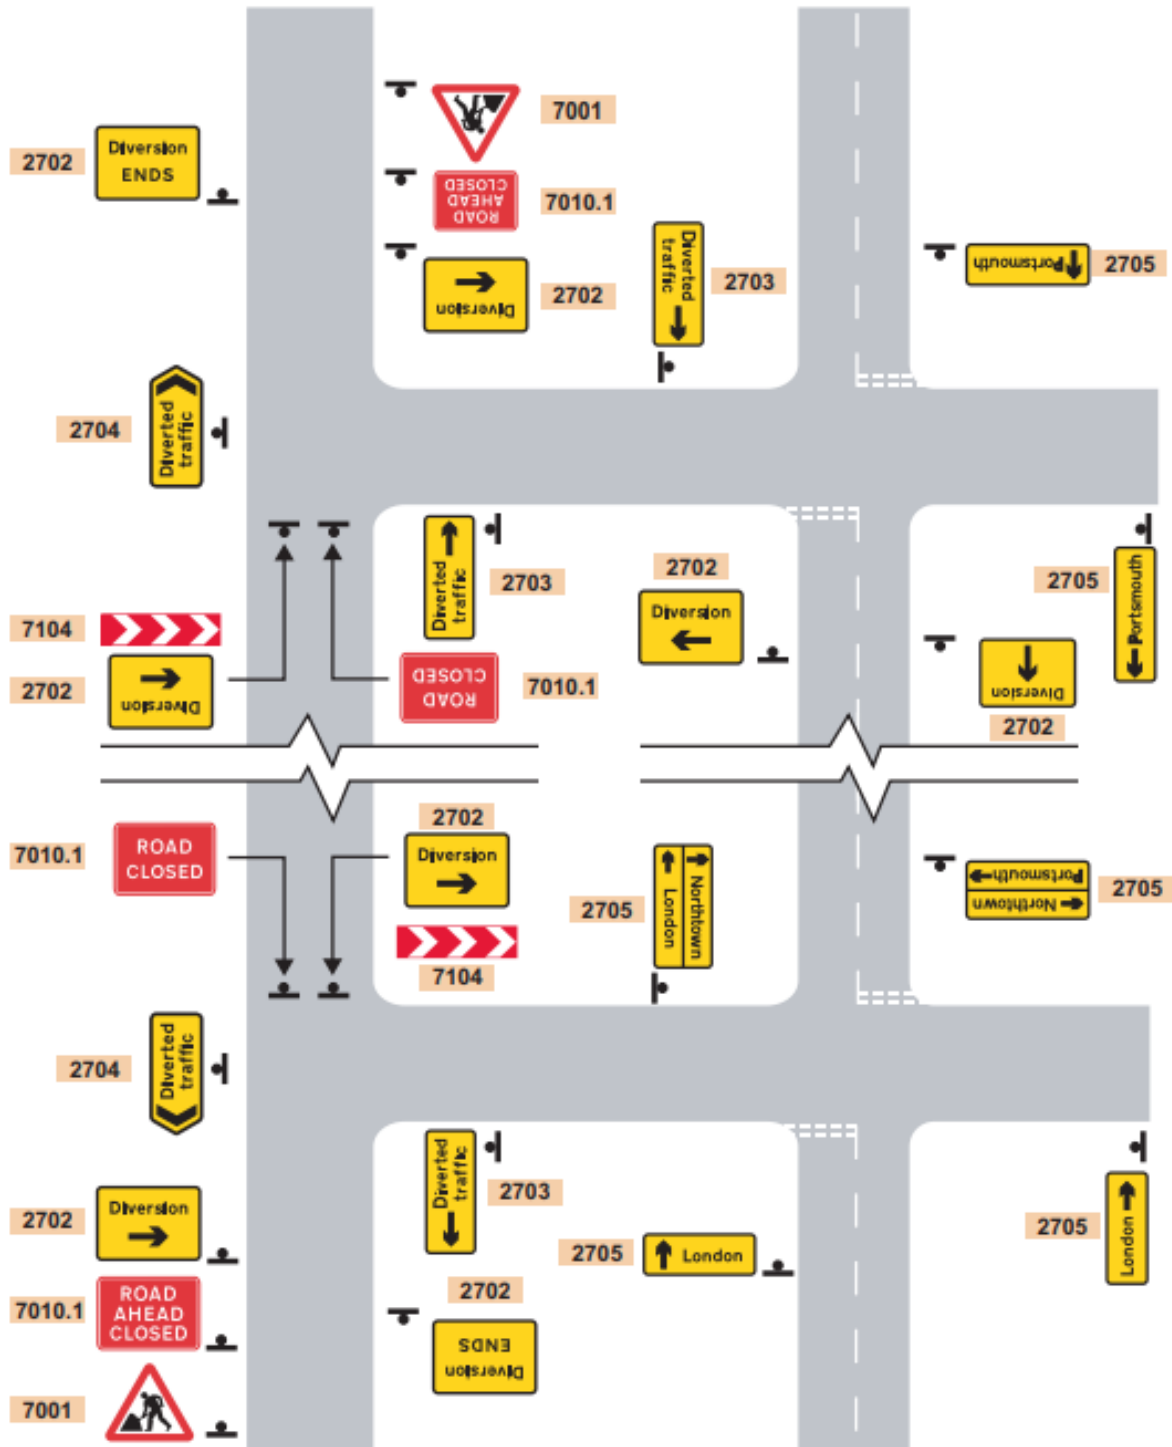 7001
2702
Diversion
ENDS
ROAD
AHEAD
CLOSED
7010.1
Diverted
traffic
2703
Portsmouth
2705
Diversion
2702
2704
Diverted
traffic
Diverted
traffic
2703
2702
Diversion
2705
Portsmouth
7104
2702
Diversion
ROAD
CLOSED
7010.1
Diversion
2702
7010.1
ROAD
CLOSED
2702
Diversion
7104
2705
London
Northtown
Northtown
Portsmouth
2705
2704
Diverted
traffic
Diverted
traffic
2703
2702
Diversion
2705
London
2705
London
2702
Diversion
ENDS
7010.1
ROAD
AHEAD
CLOSED
7001